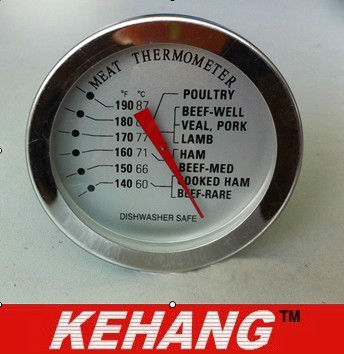 MEAT THERMOMETER
°F °C
190 87
180
170 77
160 71
150 66
140 60
POULTRY
BEEF-WELL
VEAL, PORK
LAMB
HAM
BEEF-MED
COOKED HAM
BEEF-RARE
DISHWASHER SAFE
KEHANG™